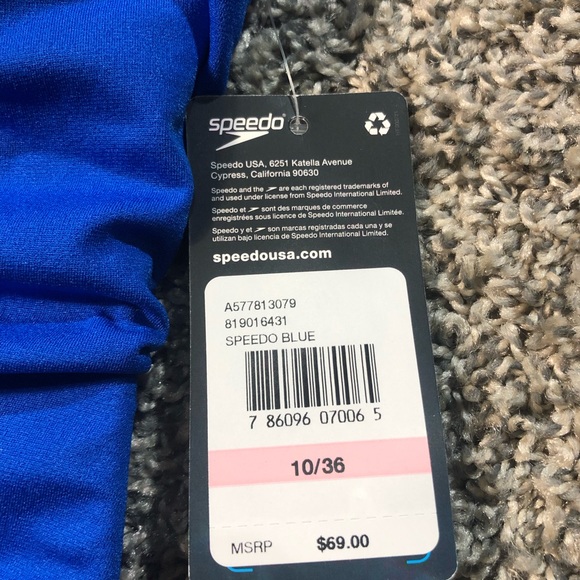 speedo
Speedo USA, 6251 Katella Avenue
Cypress, California 90630
Speedo and the are each registered trademarks of
and used under license from Speedo International Limited.
Speedo et sont des marques de commerce
enregistrées sous licence de Speedo International Limitée.
Speedo y et son marcas registradas cada una y se
utilizan bajo licencia de Speedo International Limited.
speedousa.com
A577813079
819016431
SPEEDO BLUE
7 86096 07006 5
10/36
MSRP $69.00